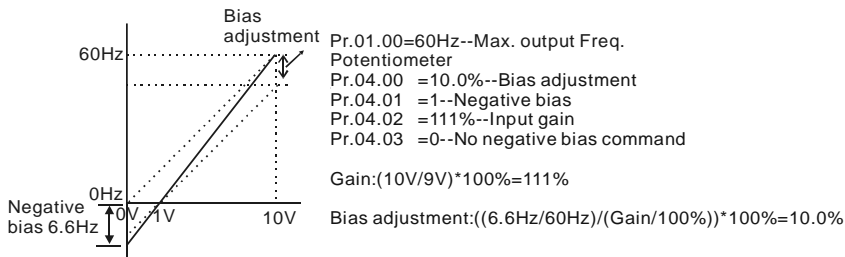 Bias
adjustment
60Hz
0Hz
0V
1V
10V
Negative
bias 6.6Hz
Pr.01.00=60Hz--Max. output Freq.
Potentiometer
Pr.04.00 =10.0%--Bias adjustment
Pr.04.01 =1--Negative bias
Pr.04.02 =111%--Input gain
Pr.04.03 =0--No negative bias command
Gain:(10V/9V)*100%=111%
Bias adjustment:((6.6Hz/60Hz)/(Gain/100%))*100%=10.0%